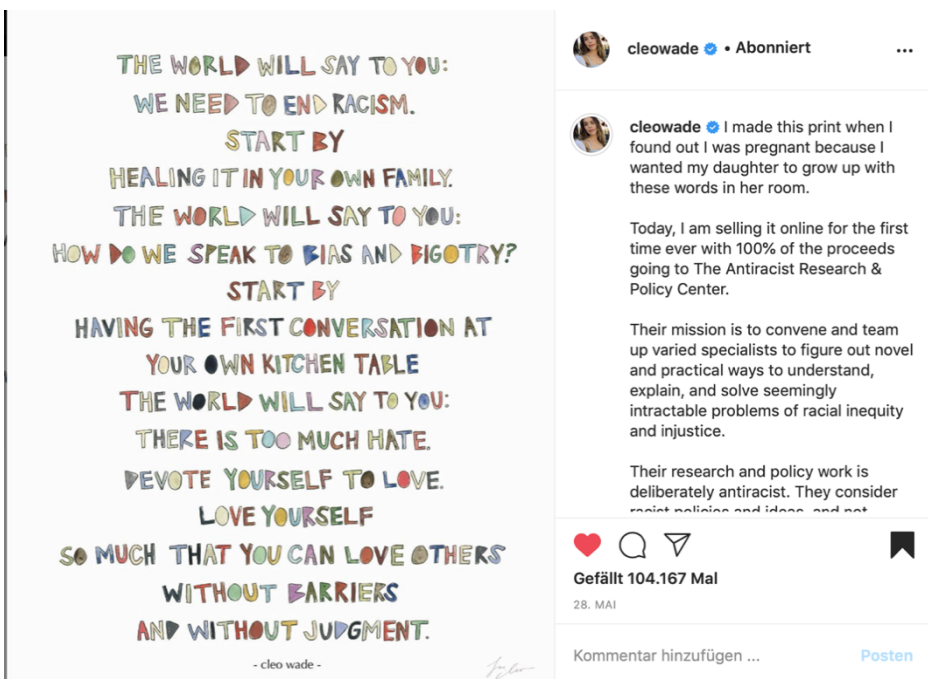 THE WORLD WILL SAY TO YOU:
WE NEED TO END RACISM.
START BY
HEALING IT IN YOUR OWN FAMILY.
THE WORLD WILL SAY TO YOU:
HOW DO WE SPEAK TO BIAS AND BIGOTRY?
START BY
HAVING THE FIRST CONVERSATION AT
YOUR OWN KITCHEN TABLE
THE WORLD WILL SAY TO YOU:
THERE IS TOO MUCH HATE.
DEVOTE YOURSELF TO LOVE.
LOVE YOURSELF
SO MUCH THAT YOU CAN LOVE OTHERS
WITHOUT BARRIERS
AND WITHOUT JUDGMENT.
- cleo wade -
cleowade • Abonniert
cleowade I made this print when I
found out I was pregnant because I
wanted my daughter to grow up with
these words in her room.
Today, I am selling it online for the first
time ever with 100% of the proceeds
going to The Antiracist Research &
Policy Center.
Their mission is to convene and team
up varied specialists to figure out novel
and practical ways to understand,
explain, and solve seemingly
intractable problems of racial inequity
and injustice.
Their research and policy work is
deliberately antiracist. They consider
racist policies and ideas, and not
Gefällt 104.167 Mal
28. MAI
Kommentar hinzufügen ...
Posten